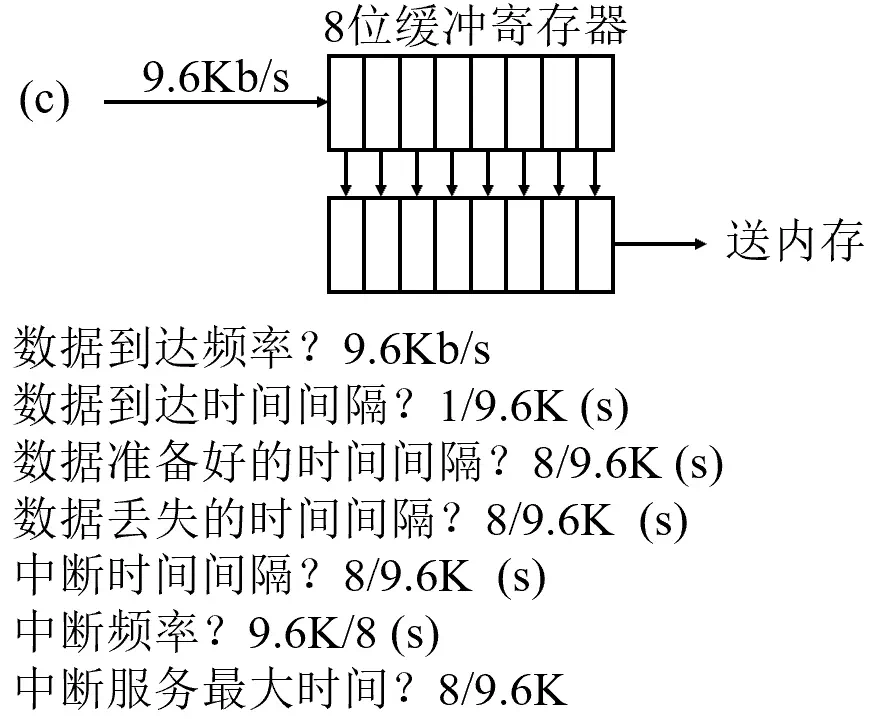 8位缓冲寄存器
(c)
9.6Kb/s
送内存
数据到达频率？9.6Kb/s
数据到达时间间隔？1/9.6K (s)
数据准备好的时间间隔？8/9.6K (s)
数据丢失的时间间隔？8/9.6K (s)
中断时间间隔？8/9.6K (s)
中断频率？9.6K/8 (s)
中断服务最大时间？8/9.6K